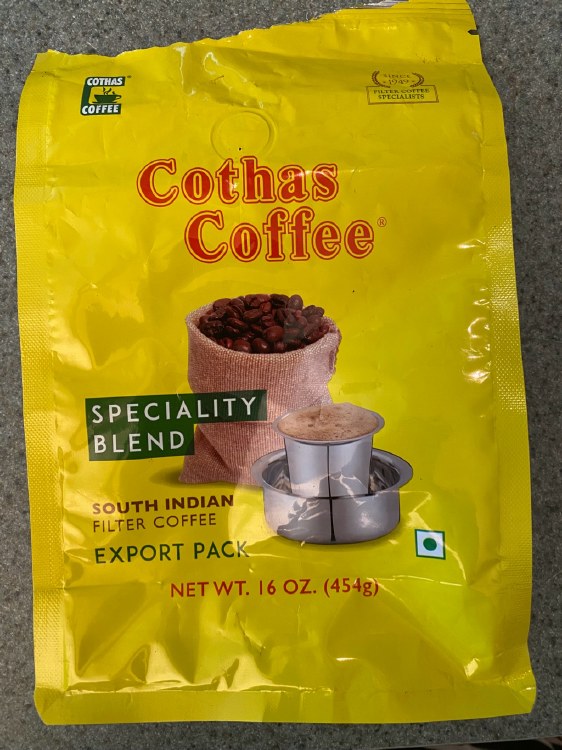 COTHAS
COFFEE
SINCE
1949
FILTER COFFEE
SPECIALISTS
Cothas
Coffee®
SPECIALITY
BLEND
SOUTH INDIAN
FILTER COFFEE
EXPORT PACK
NET WT. 16 OZ. (454g)